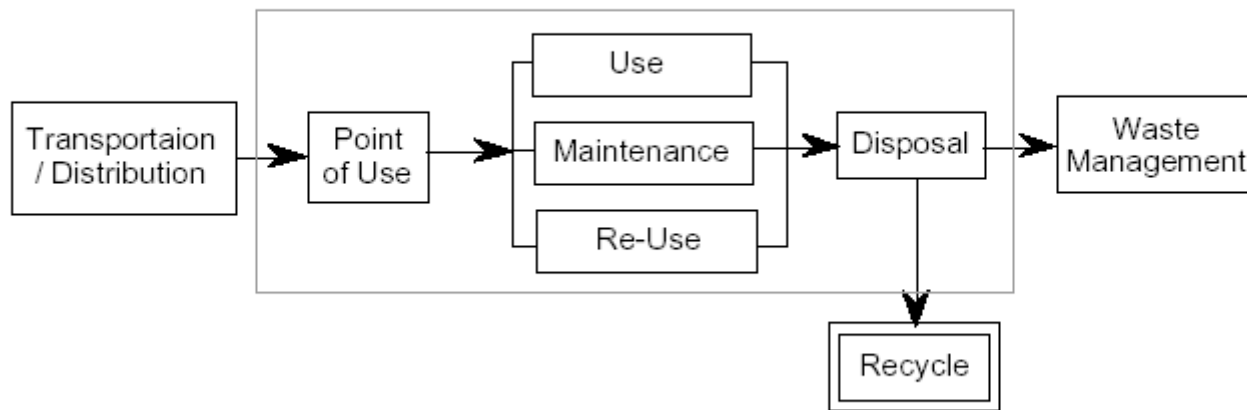 Transportaion
/ Distribution
Point
of Use
Use
Maintenance
Re-Use
Disposal
Waste
Management
Recycle